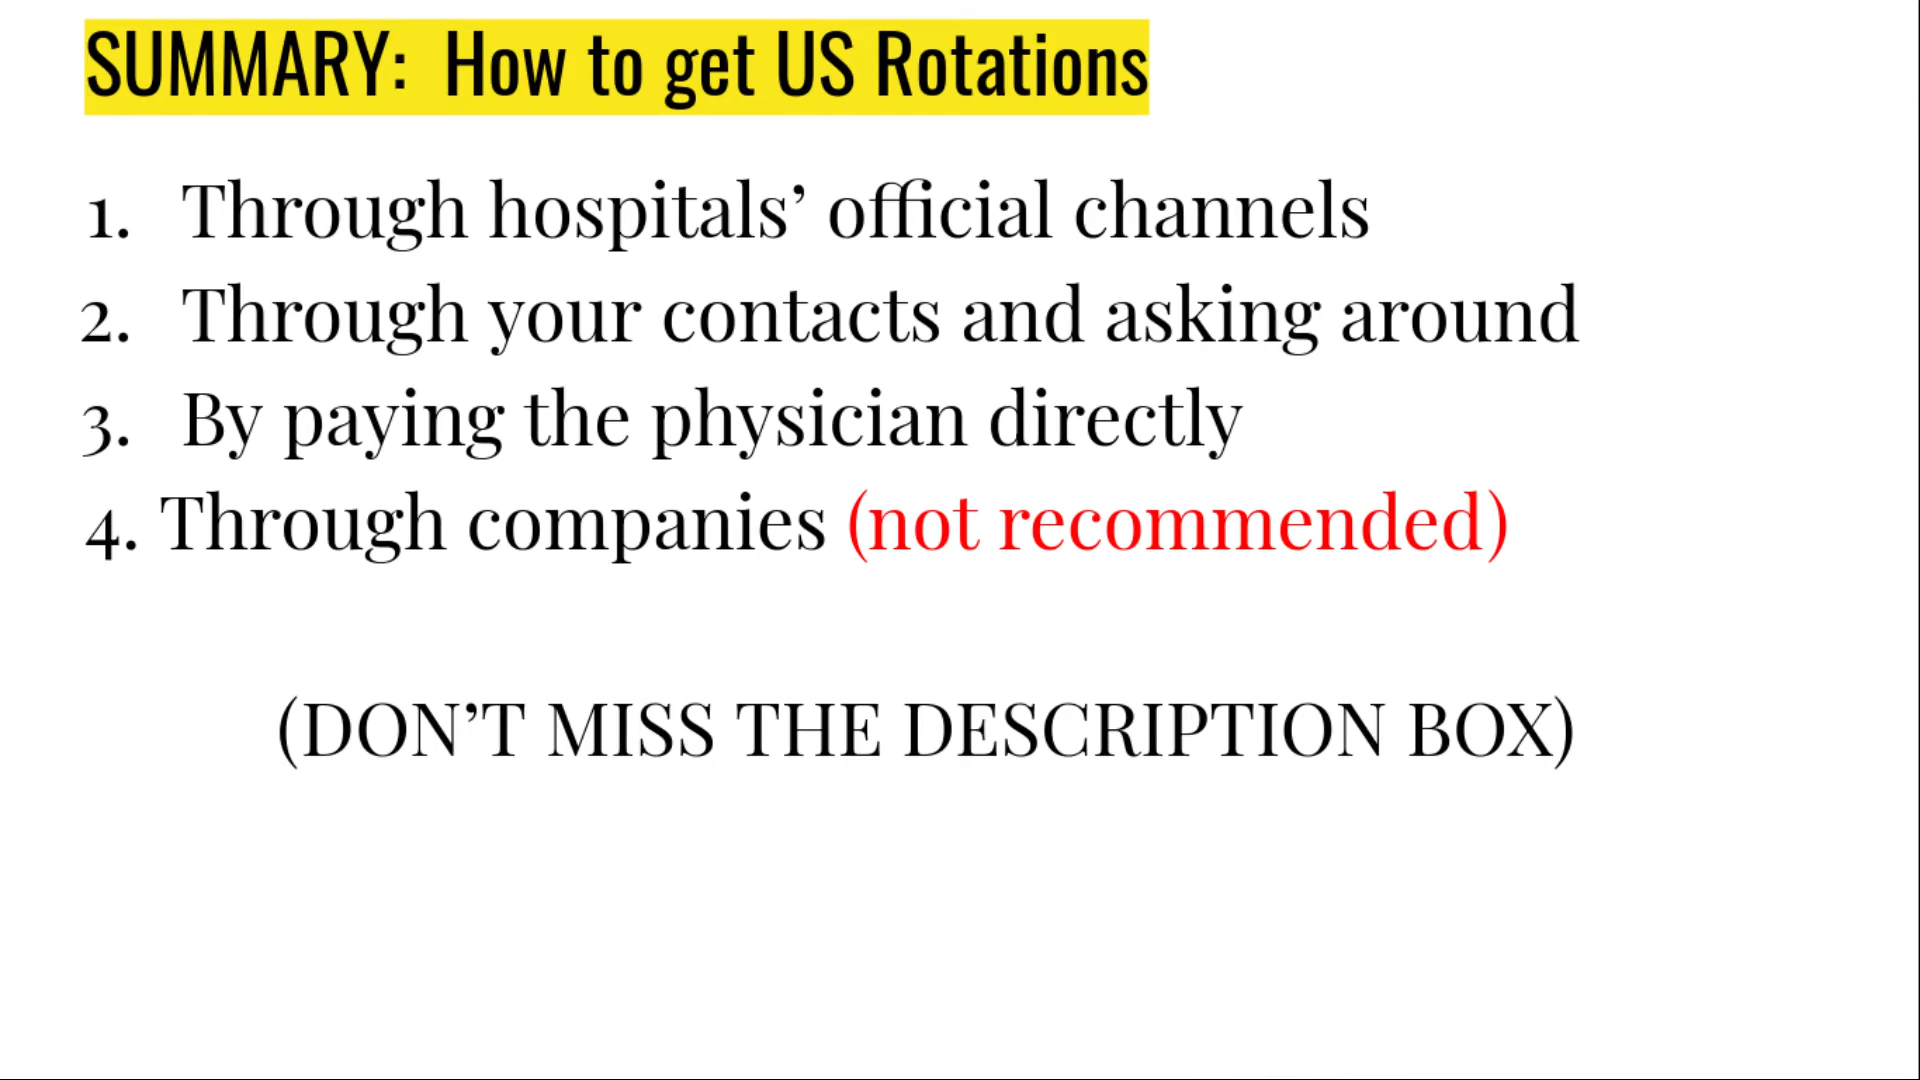 SUMMARY: How to get US Rotations
1. Through hospitals’ official channels
2. Through your contacts and asking around
3. By paying the physician directly
4. Through companies (not recommended)
(DON’T MISS THE DESCRIPTION BOX)